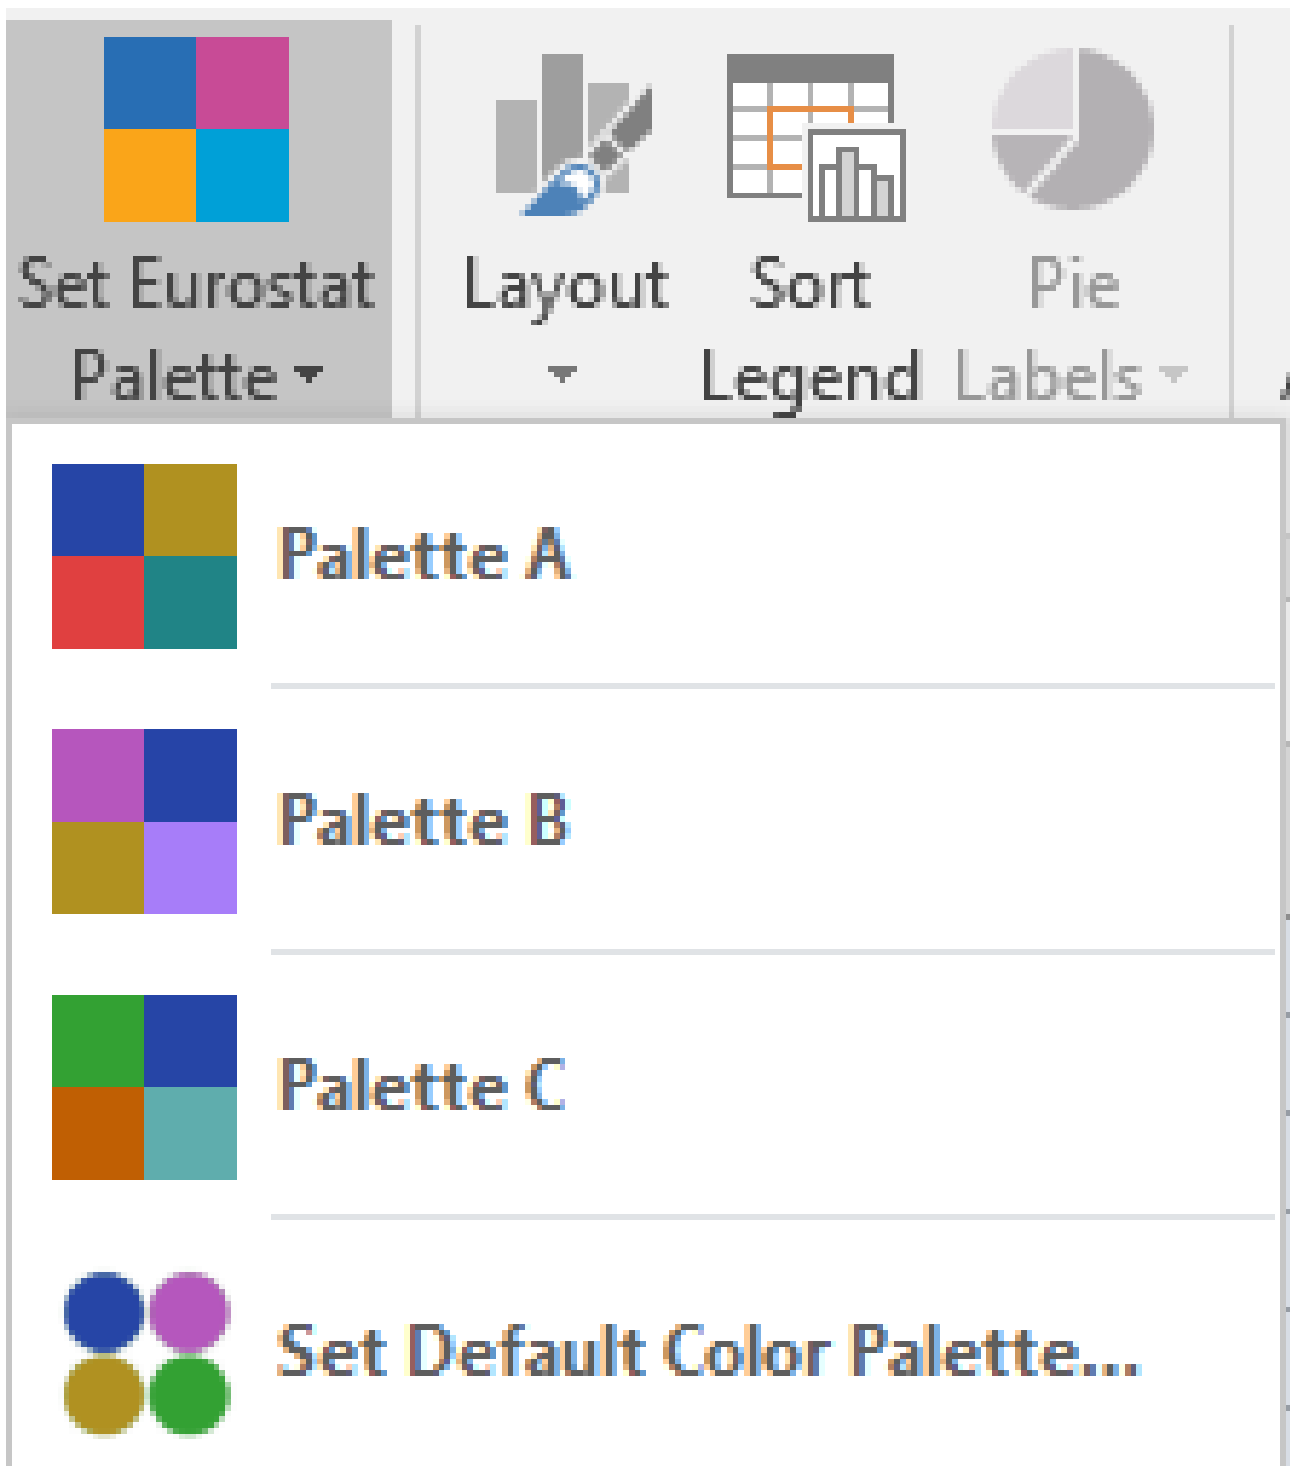 Set Eurostat
Palette
Layout
Sort
Legend
Pie
Labels
Palette A
Palette B
Palette C
Set Default Color Palette...